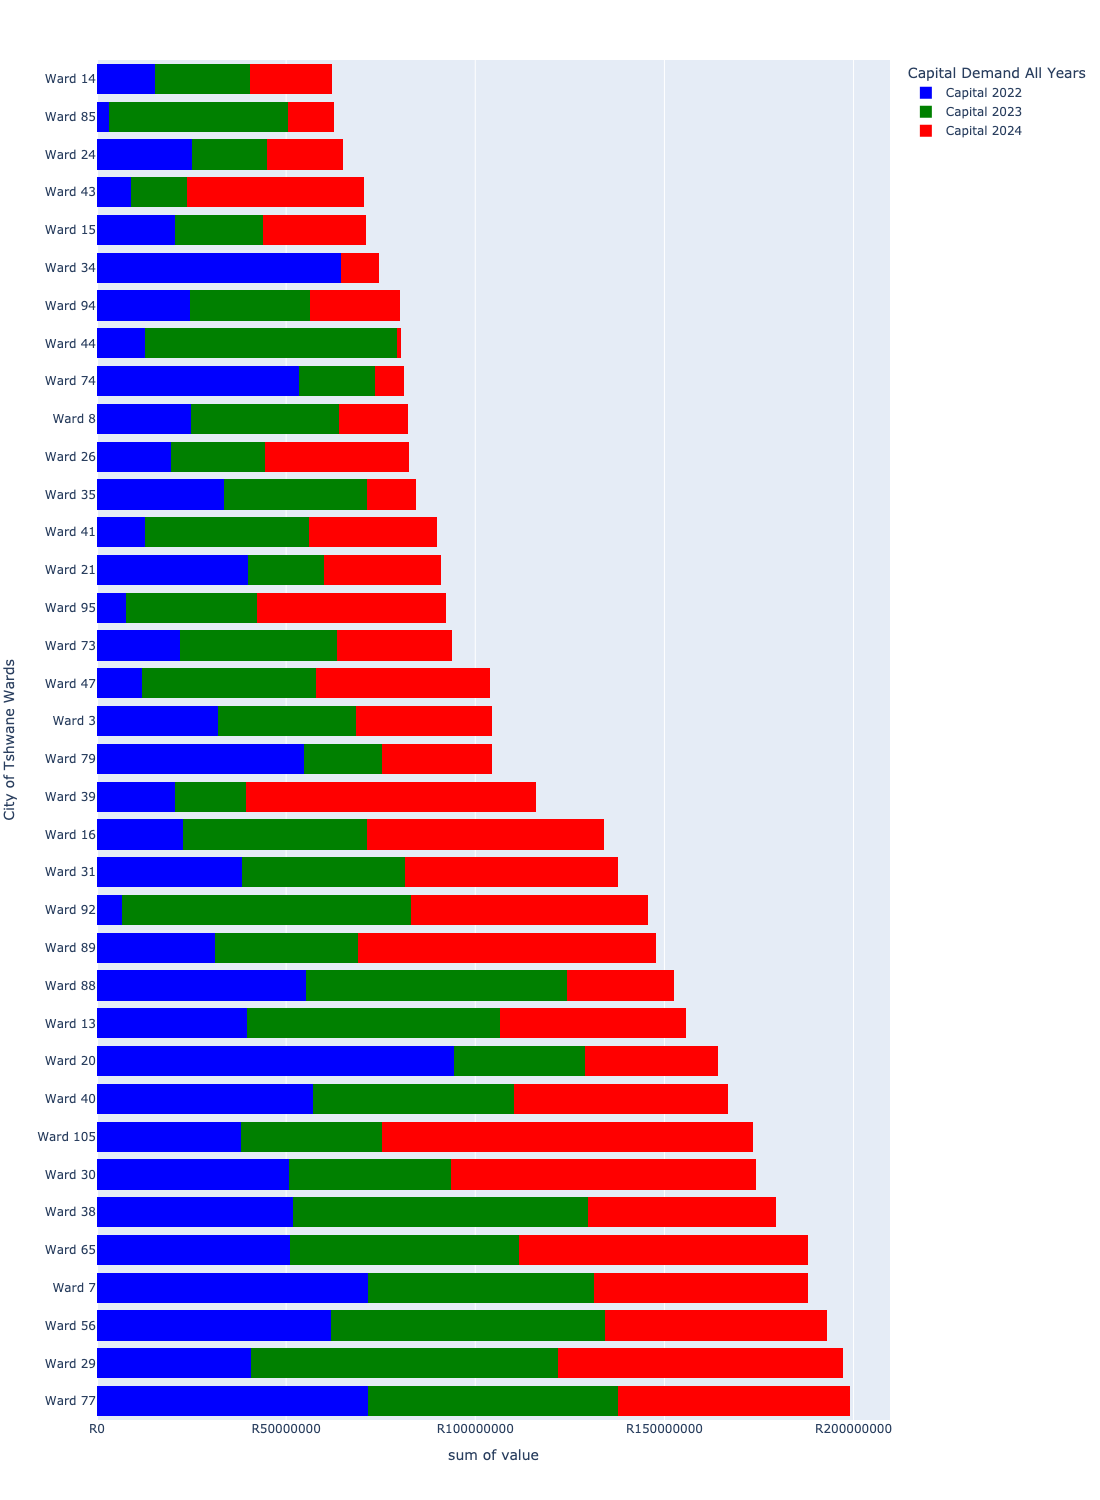 Capital Demand All Years
Capital 2022
Capital 2023
Capital 2024
City of Tshwane Wards
Ward 14
Ward 85
Ward 24
Ward 43
Ward 15
Ward 34
Ward 94
Ward 44
Ward 74
Ward 8
Ward 26
Ward 35
Ward 41
Ward 21
Ward 95
Ward 73
Ward 47
Ward 3
Ward 79
Ward 39
Ward 16
Ward 31
Ward 92
Ward 89
Ward 88
Ward 13
Ward 20
Ward 40
Ward 105
Ward 30
Ward 38
Ward 65
Ward 7
Ward 56
Ward 29
Ward 77
R0 R50000000 R100000000 R150000000 R200000000
sum of value